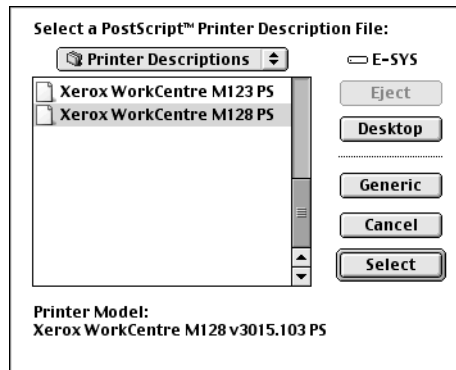 Select a PostScript™ Printer Description File:
Printer Descriptions
E-SYS
Xerox WorkCentre M123 PS
Xerox WorkCentre M128 PS
Eject
Desktop
Generic
Cancel
Select
Printer Model:
Xerox WorkCentre M128 v3015.103 PS